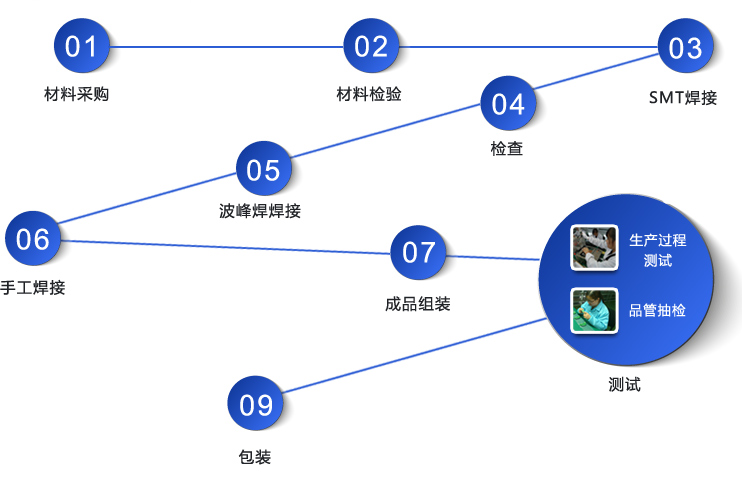 01
材料采购
02
材料检验
03
SMT焊接
04
检查
05
波峰焊焊接
06
手工焊接
07
成品组装
生产过程
测试
品管抽检
测试
09
包装